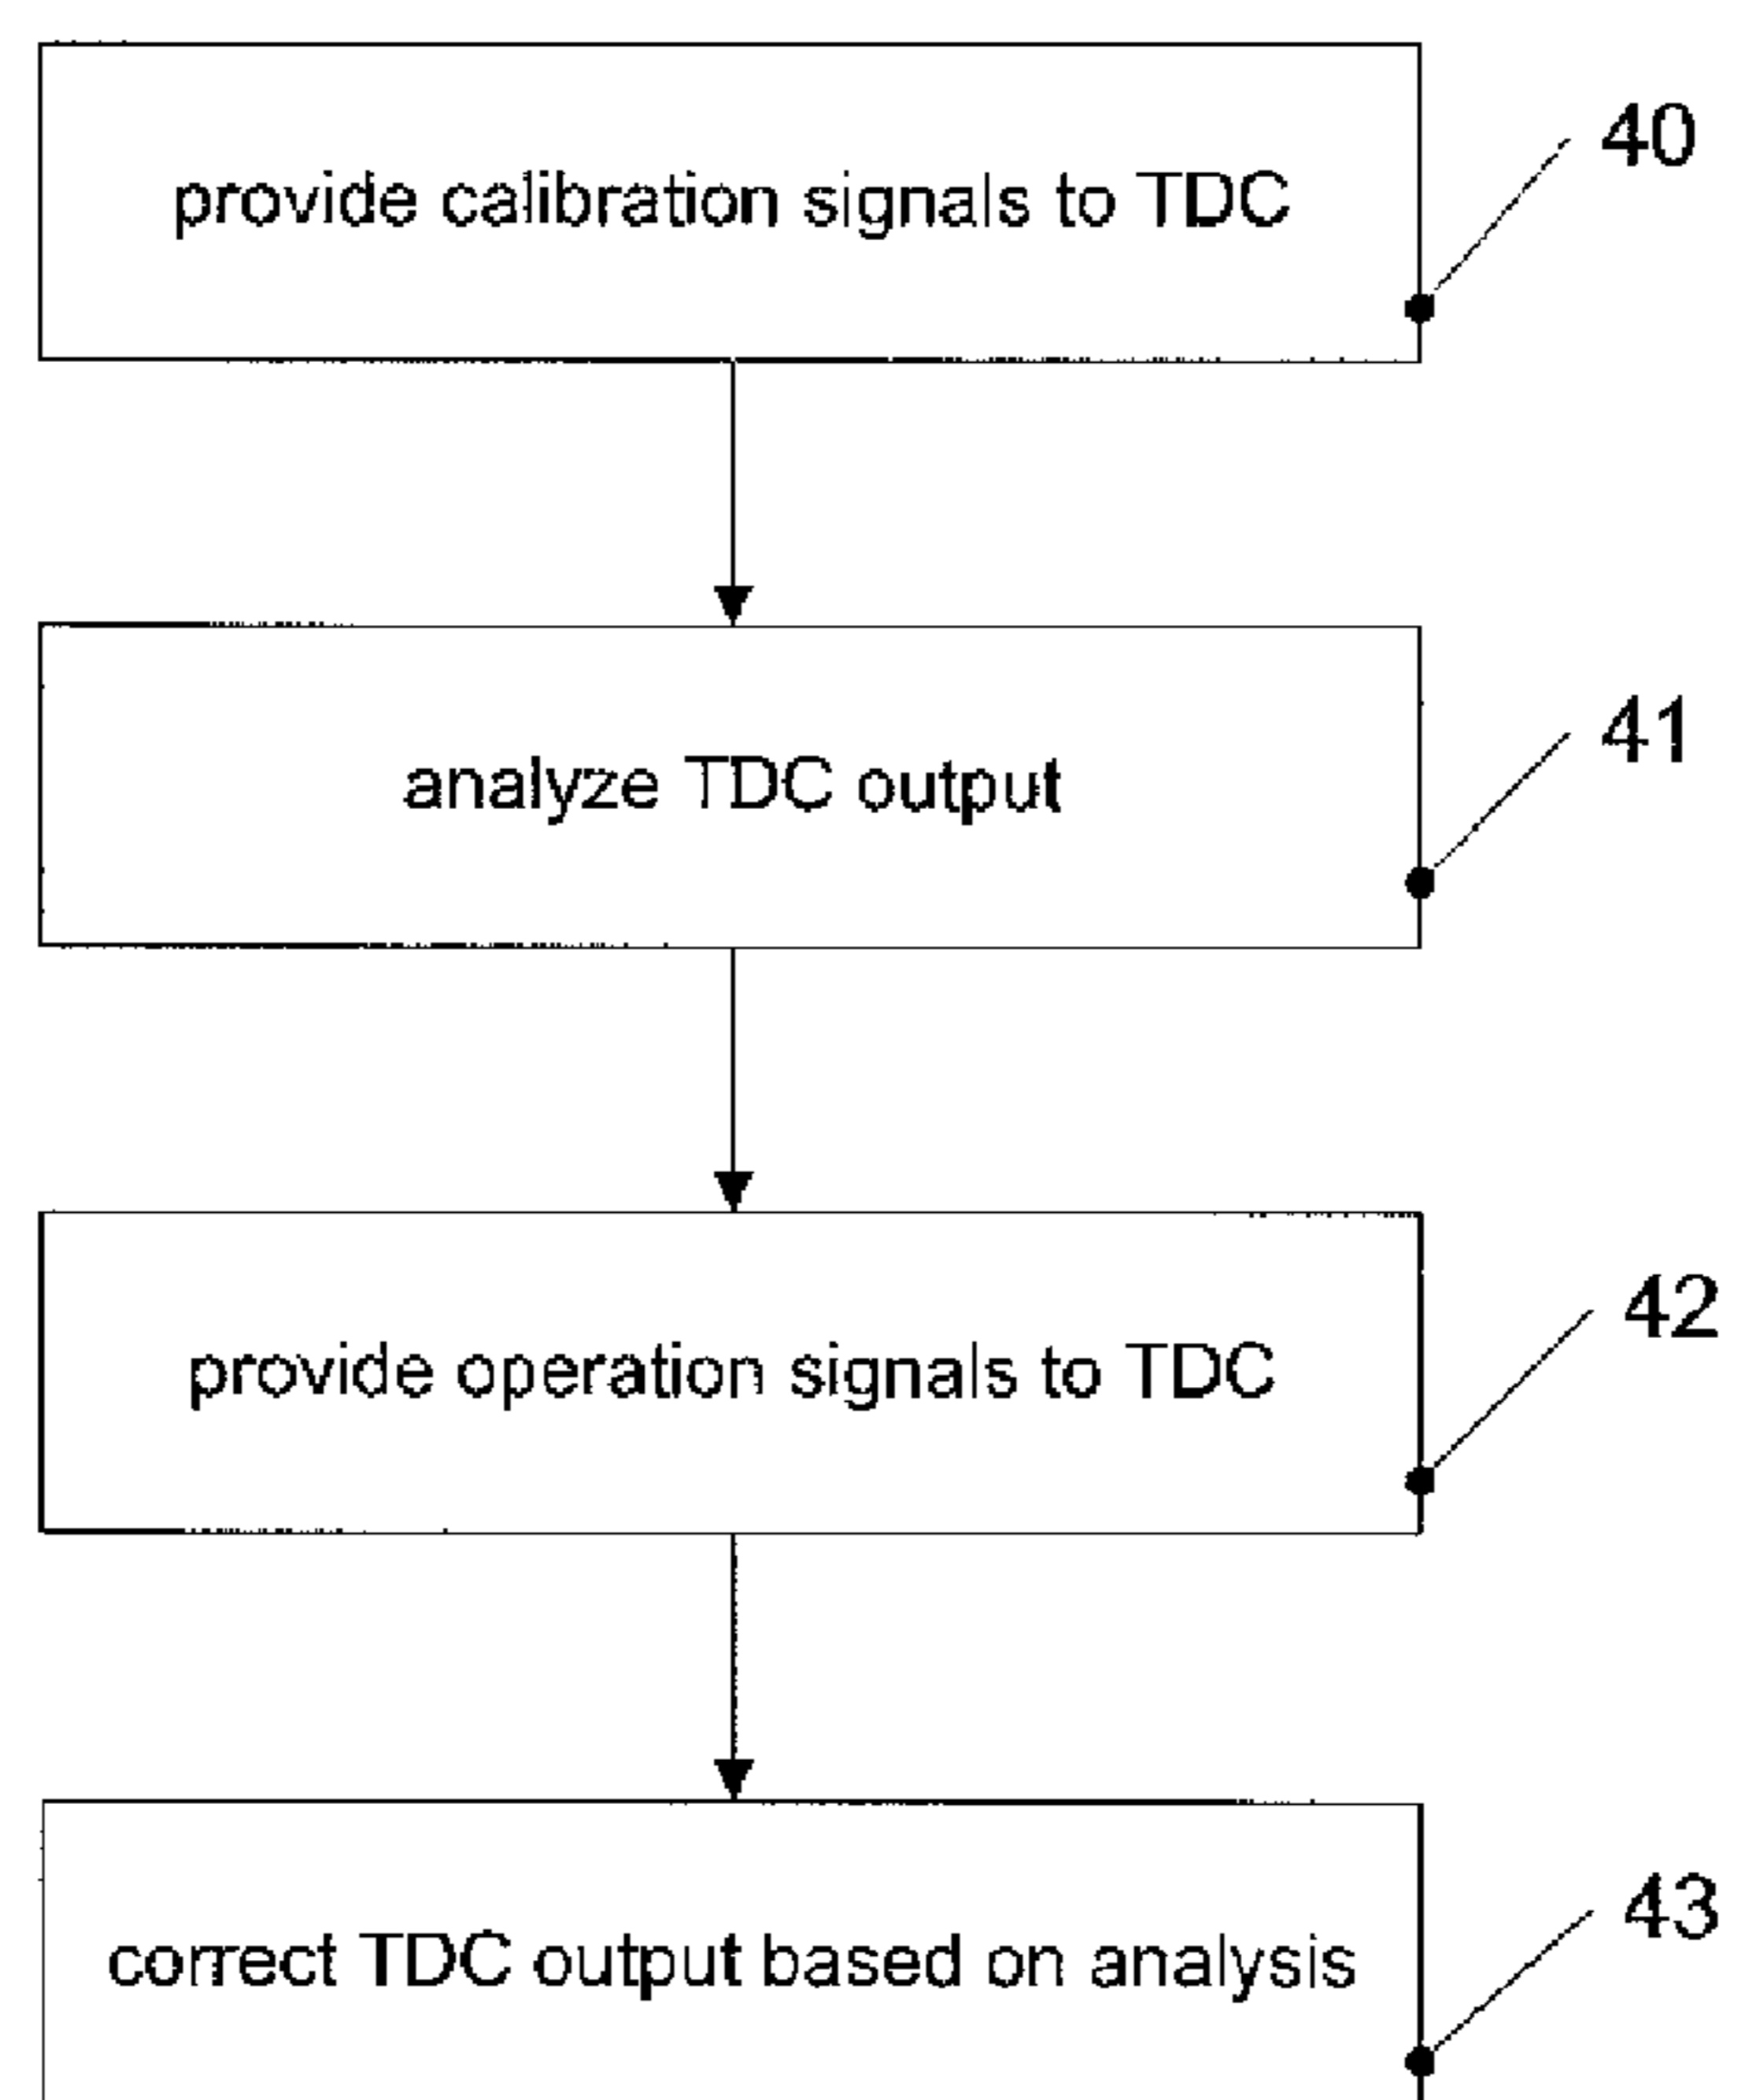 provide calibration signals to TDC
40
analyze TDC output
41
provide operation signals to TDC
42
correct TDC output based on analysis
43